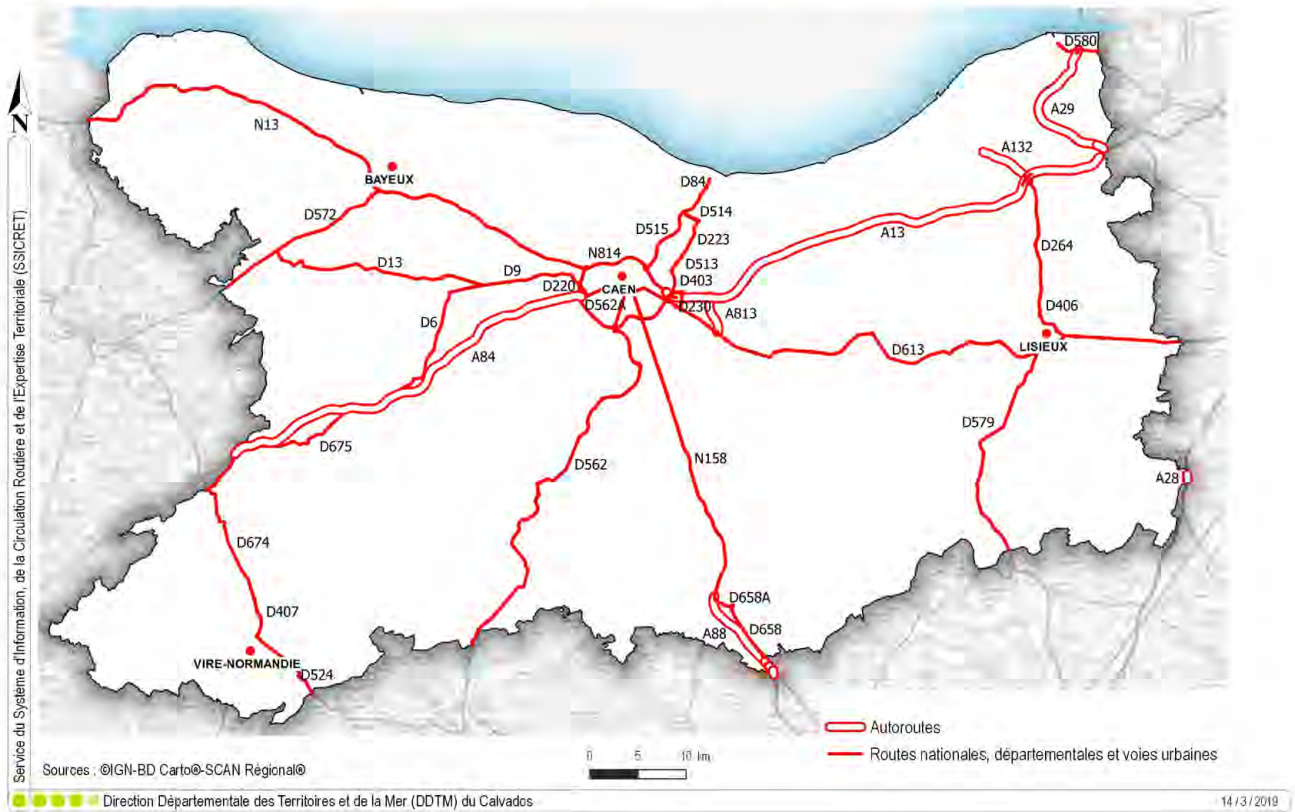 D580
A29
N13
A132
BAYEUX
D84
D572
D514
D515
D223
A13
D264
N814
D13
D9
D513
D220
CAEN
D403
D562A
D230
D406
D6
A813
A84
LISIEUX
D613
D579
D675
N158
D562
A28
D674
D658A
D407
A88
D658
VIRE-NORMANDIE
D524
N
Service du Système d'Information, de la Circulation Routière et de l'Expertise Territoriale (SSICRET)
Autoroutes
Routes nationales, départementales et voies urbaines
0 5 10 km
Sources : ©IGN-BD Carto®-SCAN Régional®
Direction Départementale des Territoires et de la Mer (DDTM) du Calvados
14 / 3 / 2019